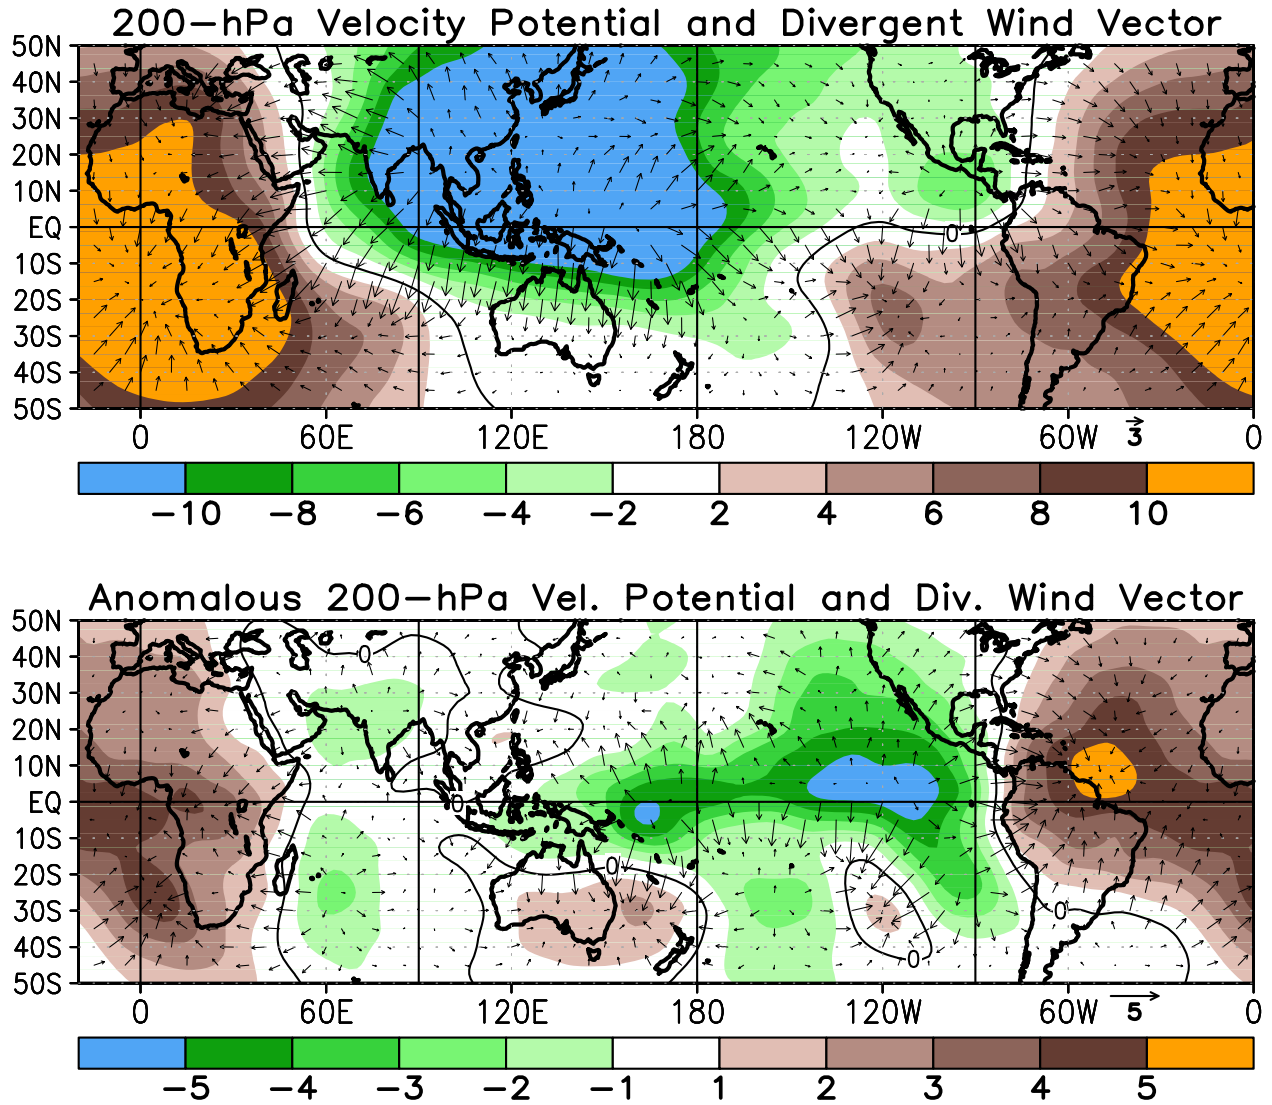 200-hPa Velocity Potential and Divergent Wind Vector
50N
40N
30N
20N
10N
EQ
10S
20S
30S
40S
50S
0
0 60E 120E 180 120W 60W 0
3
-10 -8 -6 -4 -2 2 4 6 8 10
Anomalous 200-hPa Vel. Potential and Div. Wind Vector
50N
40N
30N
20N
10N
EQ
10S
20S
30S
40S
50S
0
0
0
0
0
0 60E 120E 180 120W 60W 0
5
-5 -4 -3 -2 -1 1 2 3 4 5